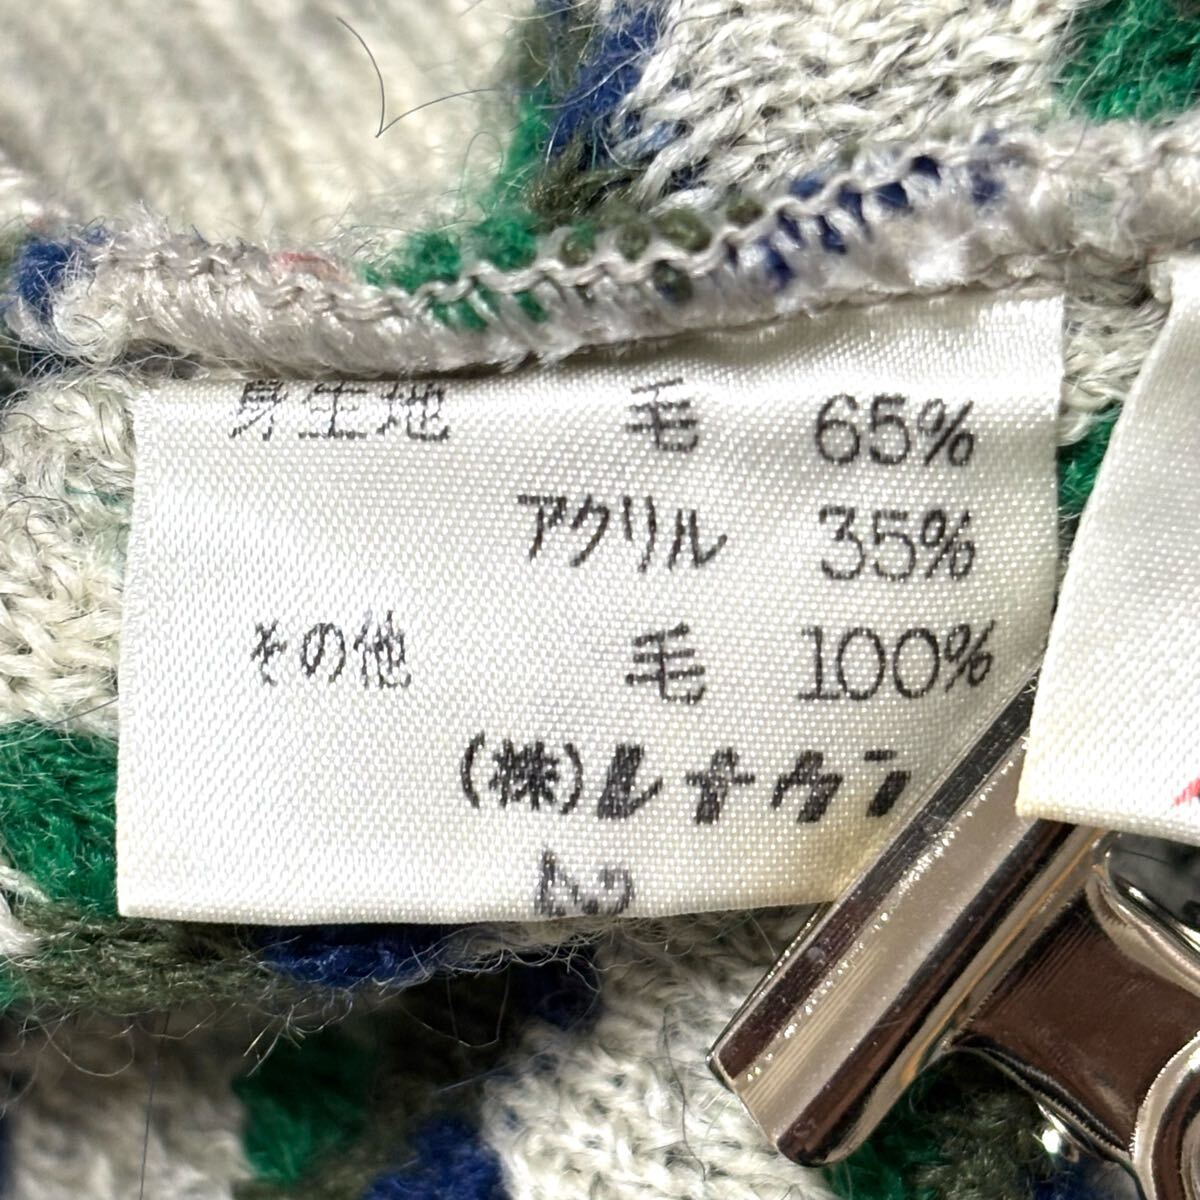 身生地 毛 65%
アクリル 35%
その他 毛 100%
(株)レナウン